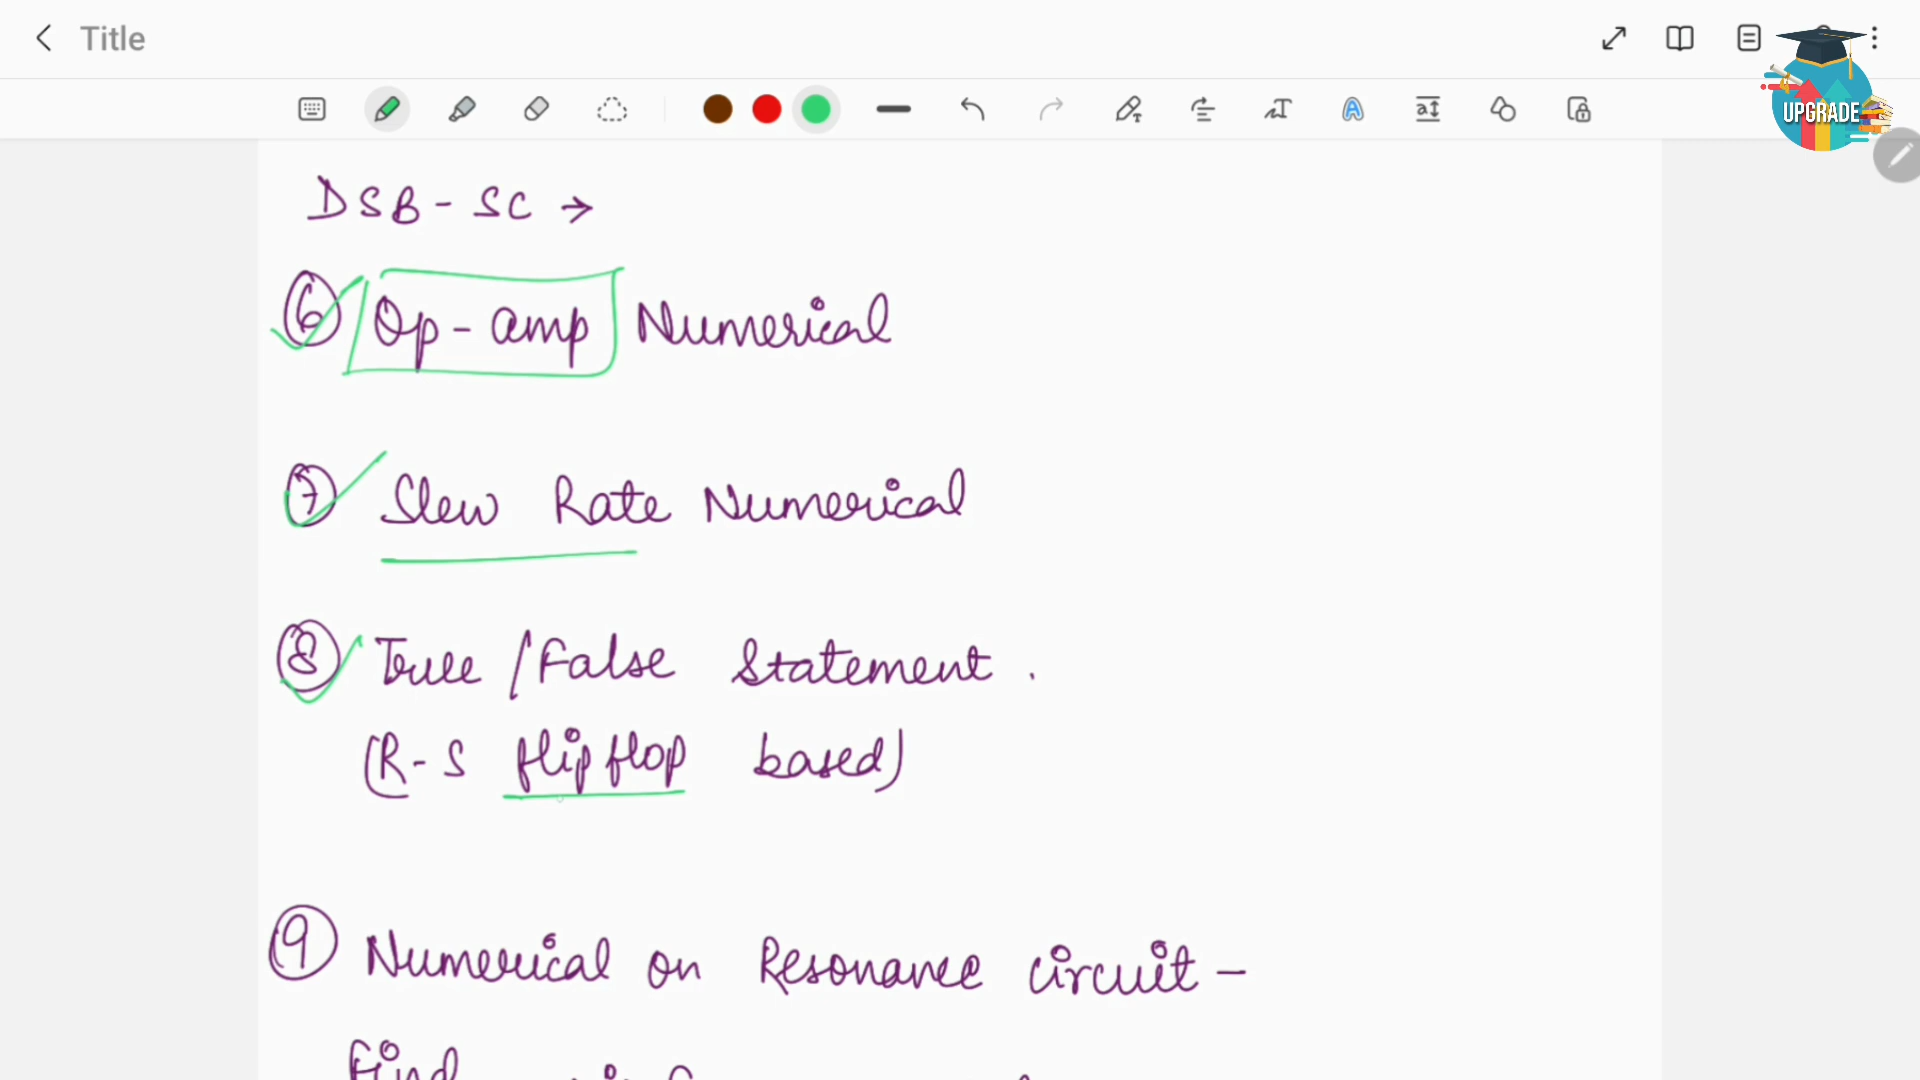 Title
UPGRADE
DSB - SC →
6 Op - amp Numerical
7 Slew Rate Numerical
8 True / False Statement .
(R - S flip flop based)
9 Numerical on Resonance circuit -
Find